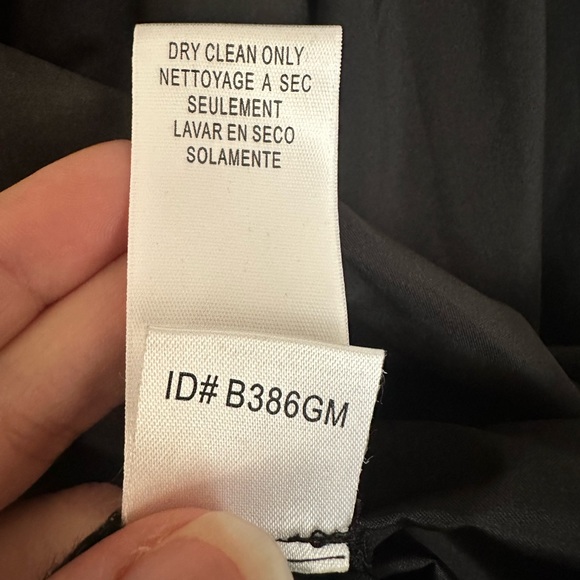 DRY CLEAN ONLY
NETTOYAGE A SEC
SEULEMENT
LAVAR EN SECO
SOLAMENTE
ID# B386GM